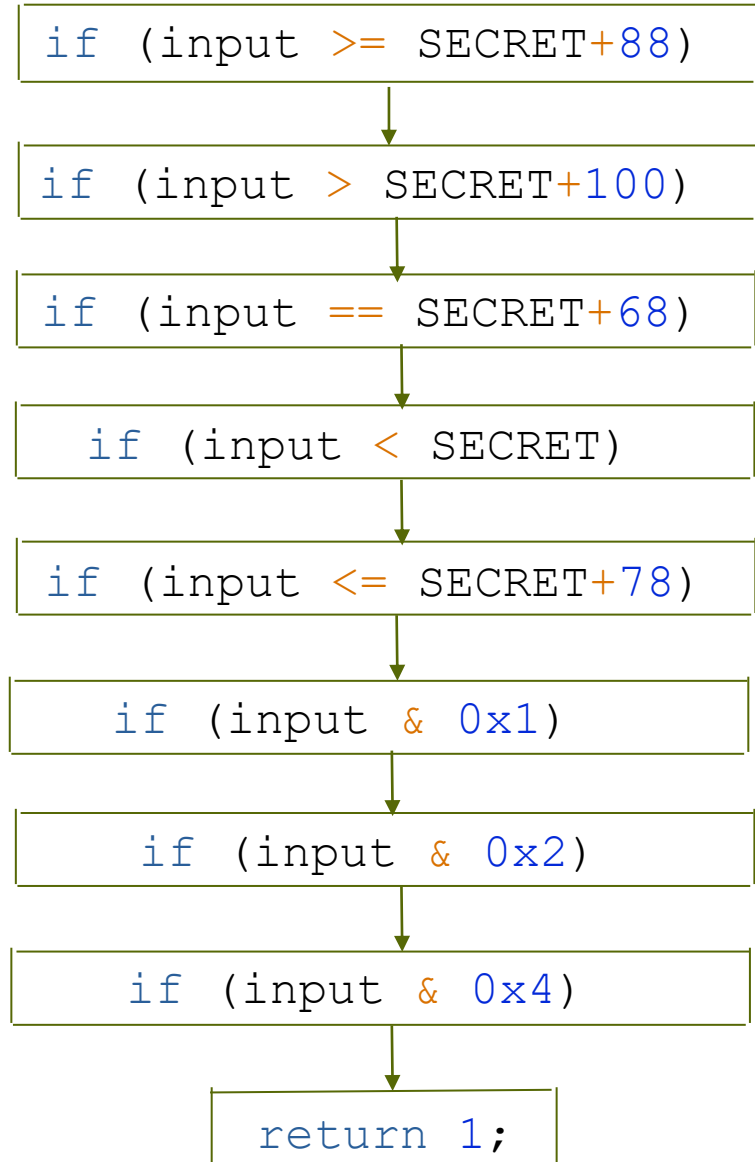 if (input >= SECRET+88)
if (input > SECRET+100)
if (input == SECRET+68)
if (input < SECRET)
if (input <= SECRET+78)
if (input & 0x1)
if (input & 0x2)
if (input & 0x4)
return 1;